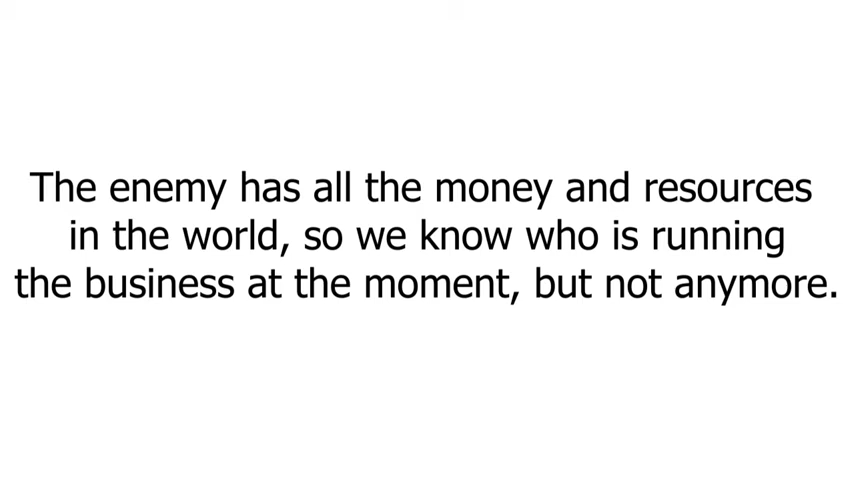 The enemy has all the money and resources
in the world, so we know who is running
the business at the moment, but not anymore.